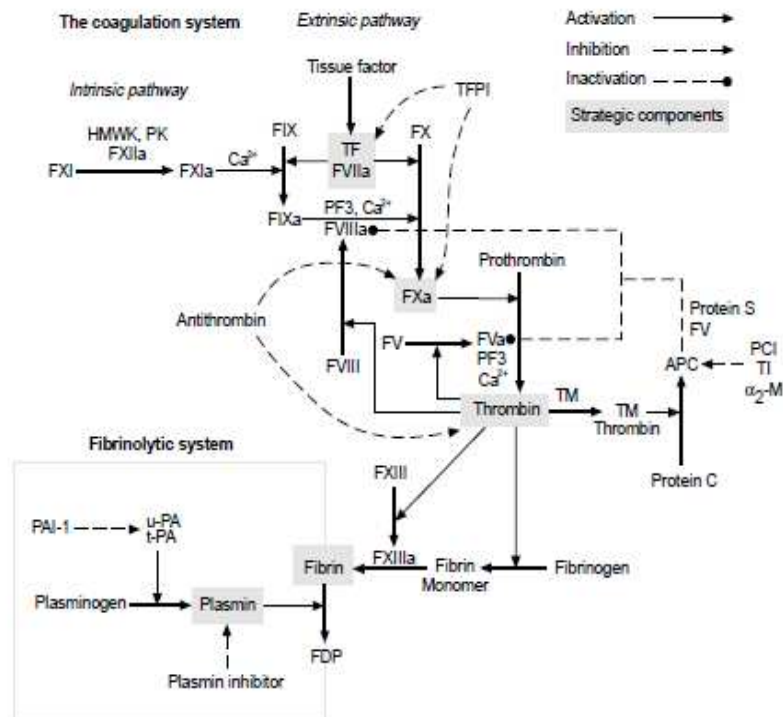 The coagulation system
Extrinsic pathway
Activation
Inhibition
Inactivation
Strategic components
Tissue factor
TFPI
Intrinsic pathway
HMWK, PK
FXIIa
FXI
FXIa
Ca²⁺
FIX
TF
FVIIa
FX
FIXa
PF3, Ca²⁺
FVIIIa
Prothrombin
FXa
Antithrombin
Protein S
FV
FV
FVa
PF3
Ca²⁺
FVIII
APC
PCI
TI
α₂-M
Thrombin
TM
TM
Thrombin
Protein C
Fibrinolytic system
FXIII
PAI-1
u-PA
t-PA
FXIIIa
Fibrin
Fibrin
Monomer
Fibrinogen
Plasminogen
Plasmin
FDP
Plasmin inhibitor